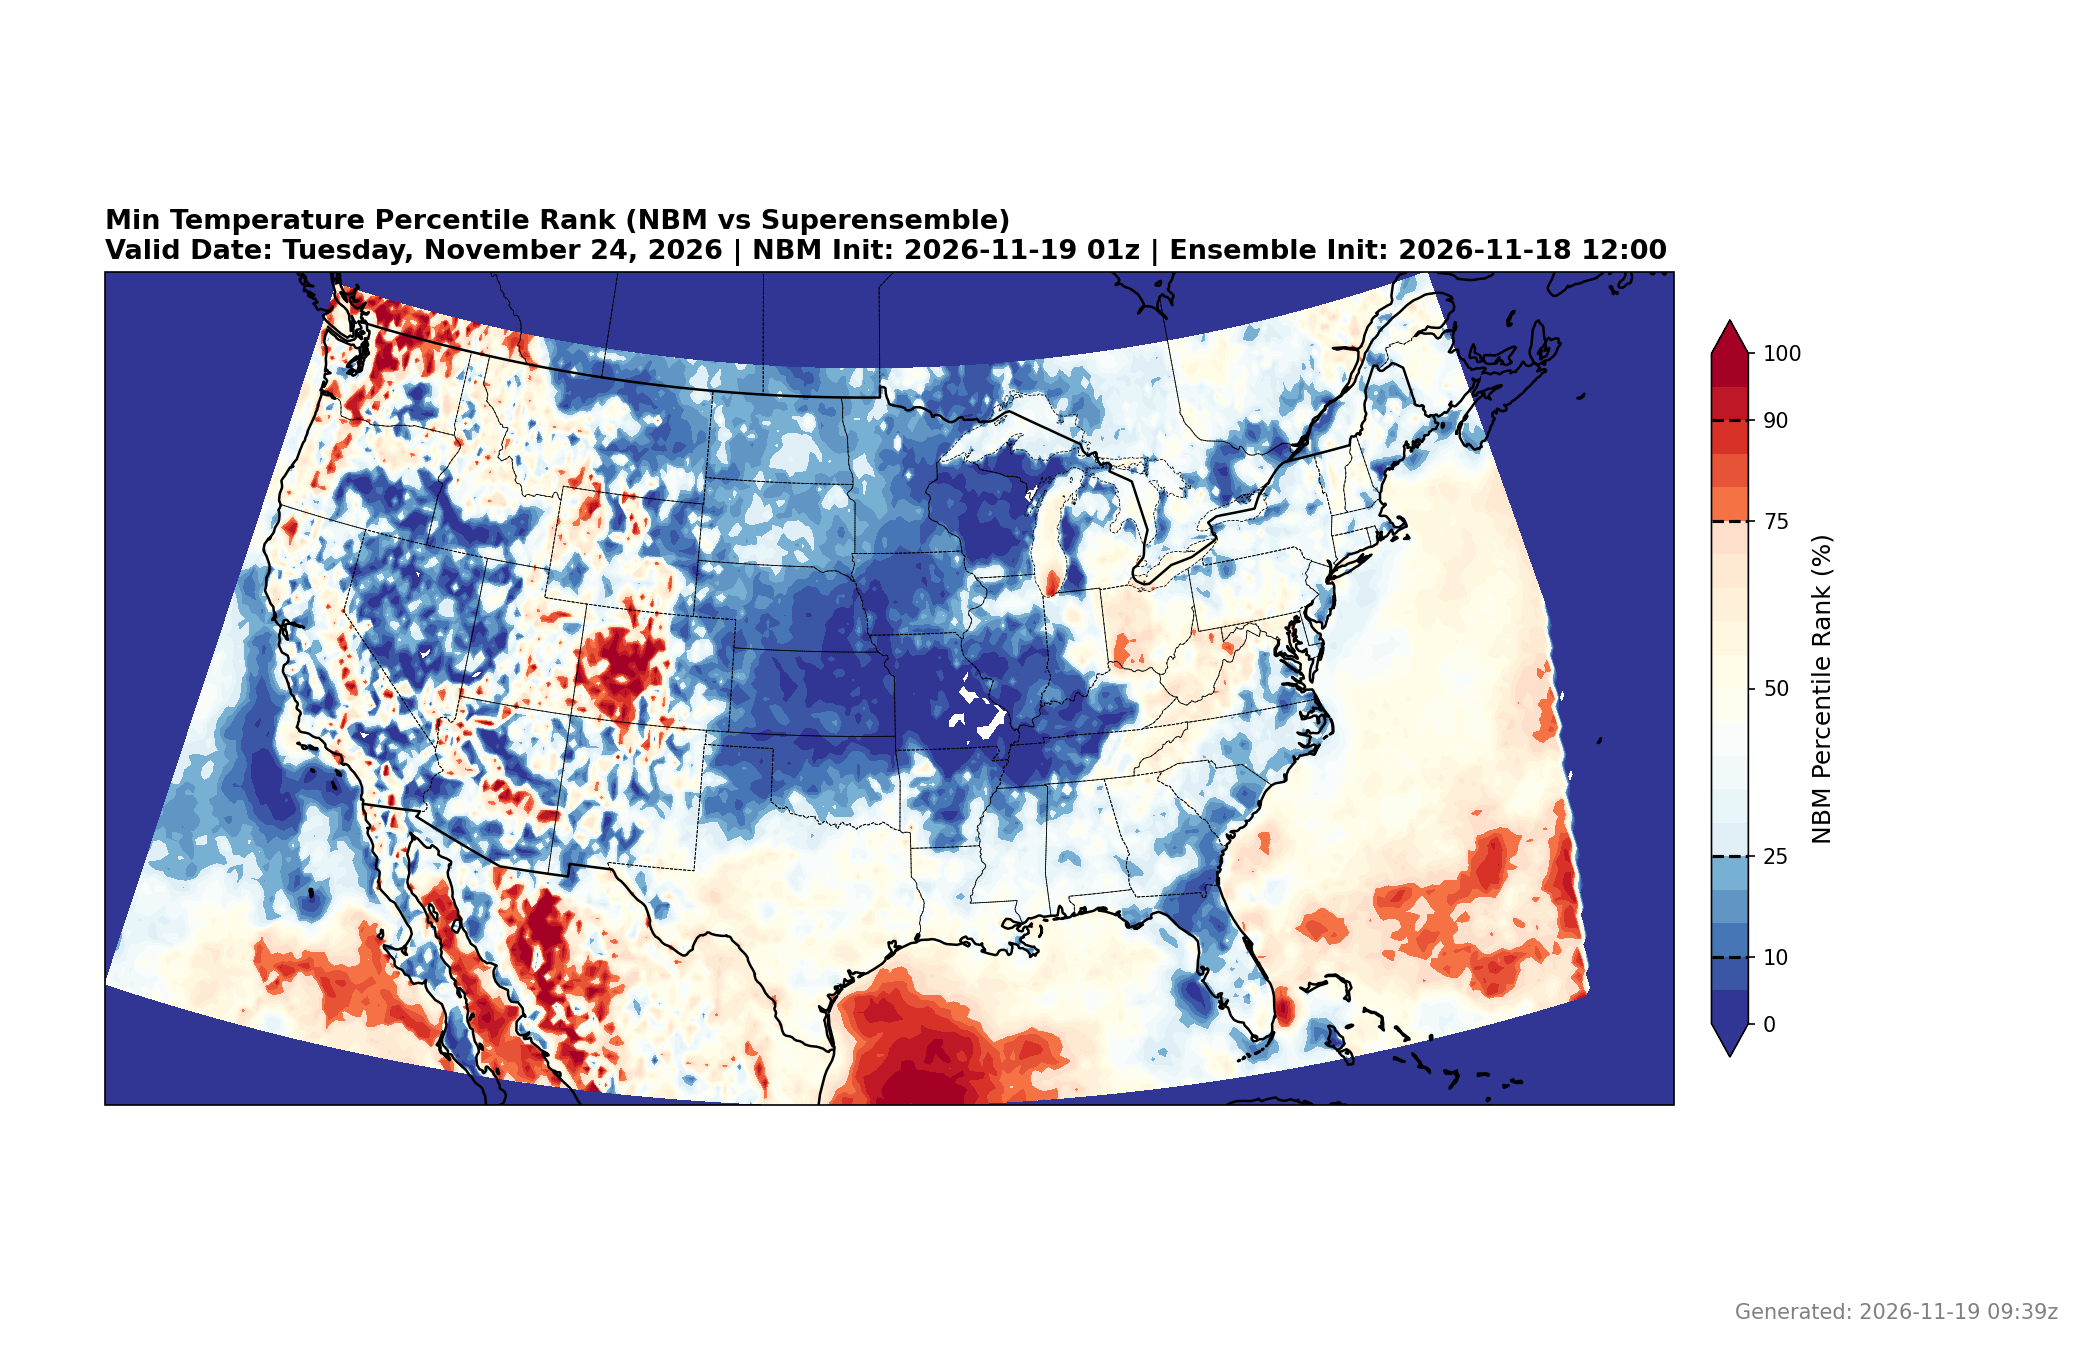 Min Temperature Percentile Rank (NBM vs Superensemble)
Valid Date: Tuesday, November 24, 2026 | NBM Init: 2026-11-19 01z | Ensemble Init: 2026-11-18 12:00
100
90
75
50
25
10
0
NBM Percentile Rank (%)
Generated: 2026-11-19 09:39z